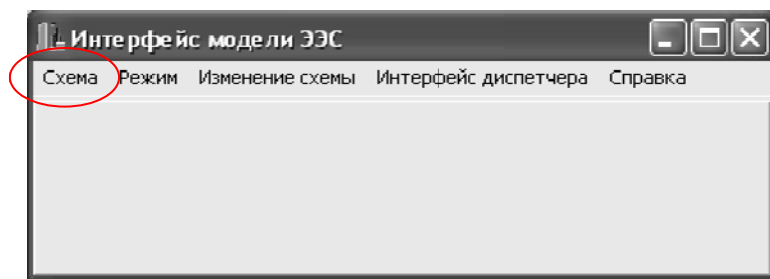 Интерфейс модели ЭЭС
Схема Режим Изменение схемы Интерфейс диспетчера Справка